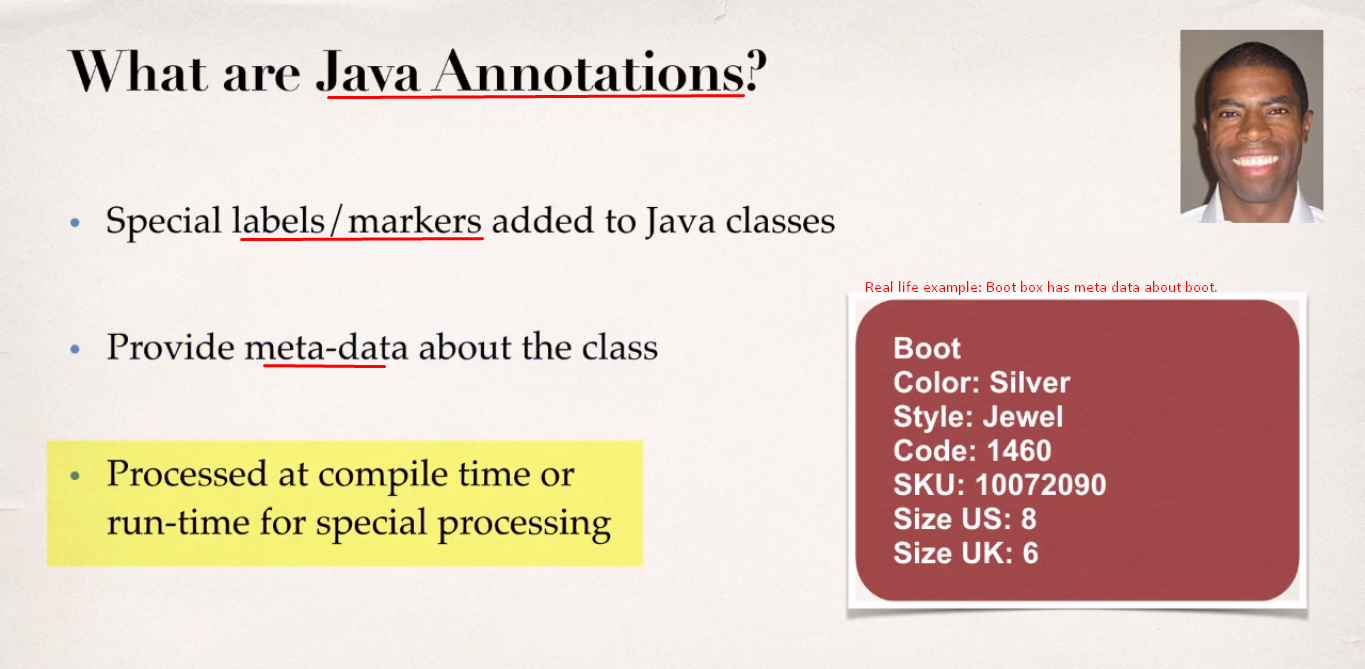 What are Java Annotations?
• Special labels/markers added to Java classes
• Provide meta-data about the class
• Processed at compile time or
run-time for special processing
Real life example: Boot box has meta data about boot.
Boot
Color: Silver
Style: Jewel
Code: 1460
SKU: 10072090
Size US: 8
Size UK: 6